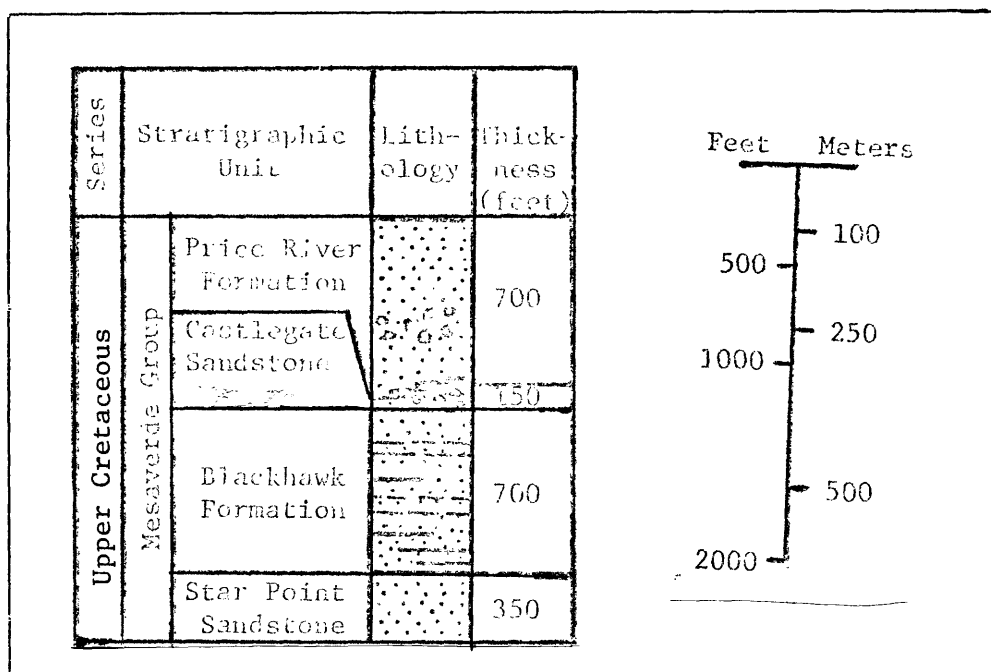 Series
Stratigraphic
Unit
Lith-
ology
Thick-
ness
(feet)
Upper Cretaceous
Mesaverde Group
Price River
Formation
700
Castlegate
Sandstone
150
Blackhawk
Formation
700
Star Point
Sandstone
350
Feet Meters
100
500
250
1000
500
2000